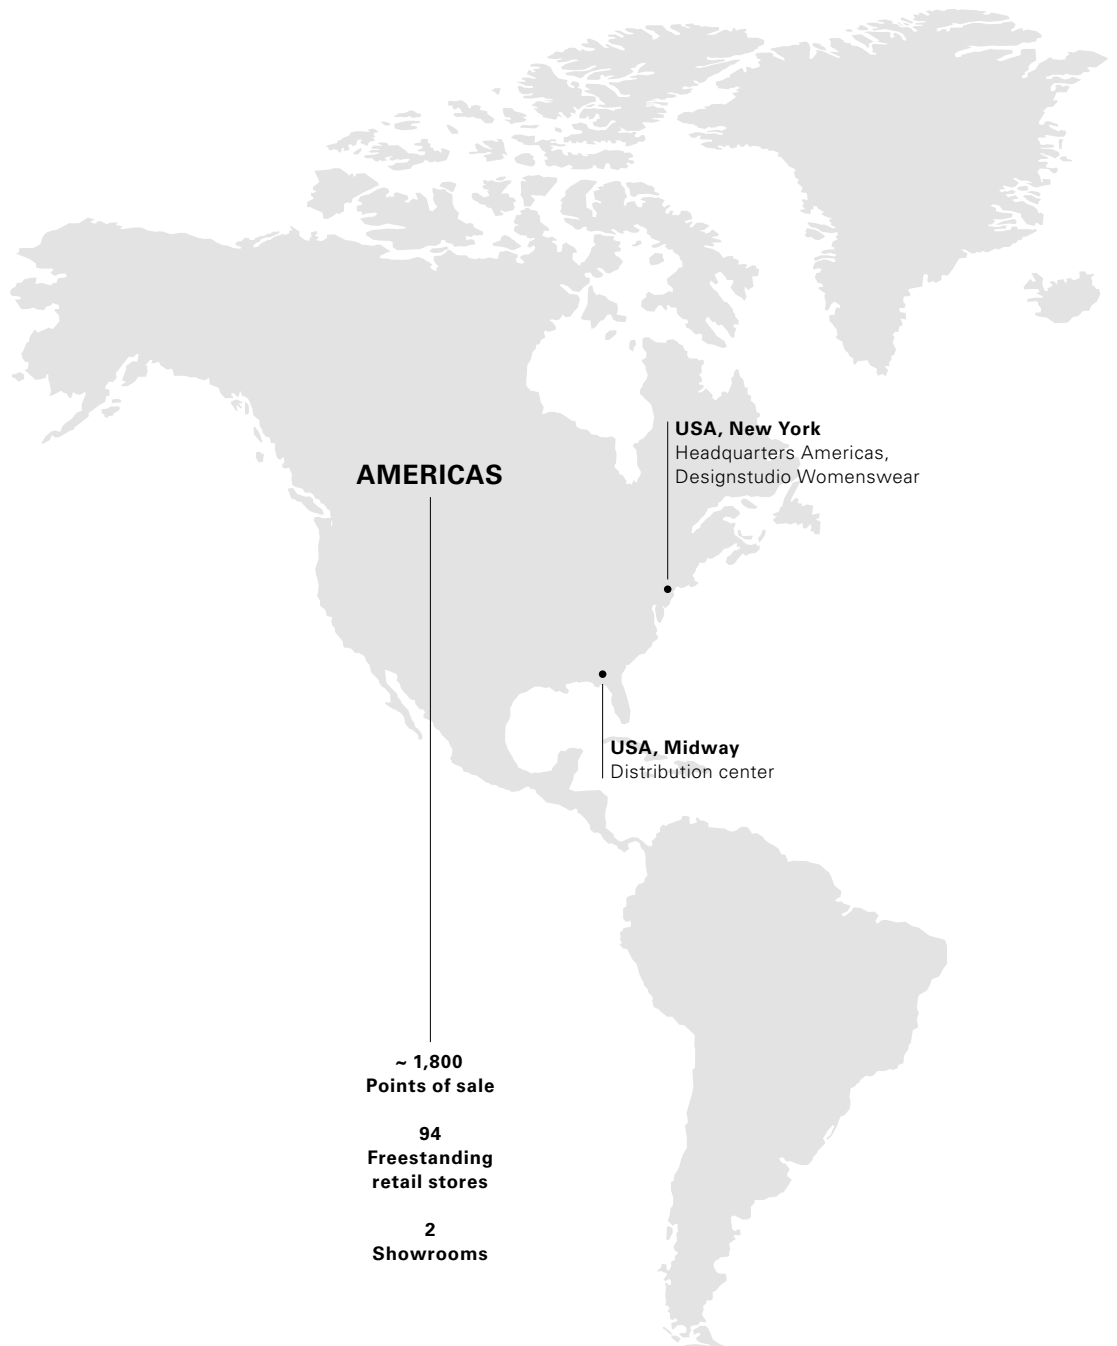 USA, New York
Headquarters Americas,
Designstudio Womenswear
AMERICAS
USA, Midway
Distribution center
~ 1,800
Points of sale
94
Freestanding
retail stores
2
Showrooms